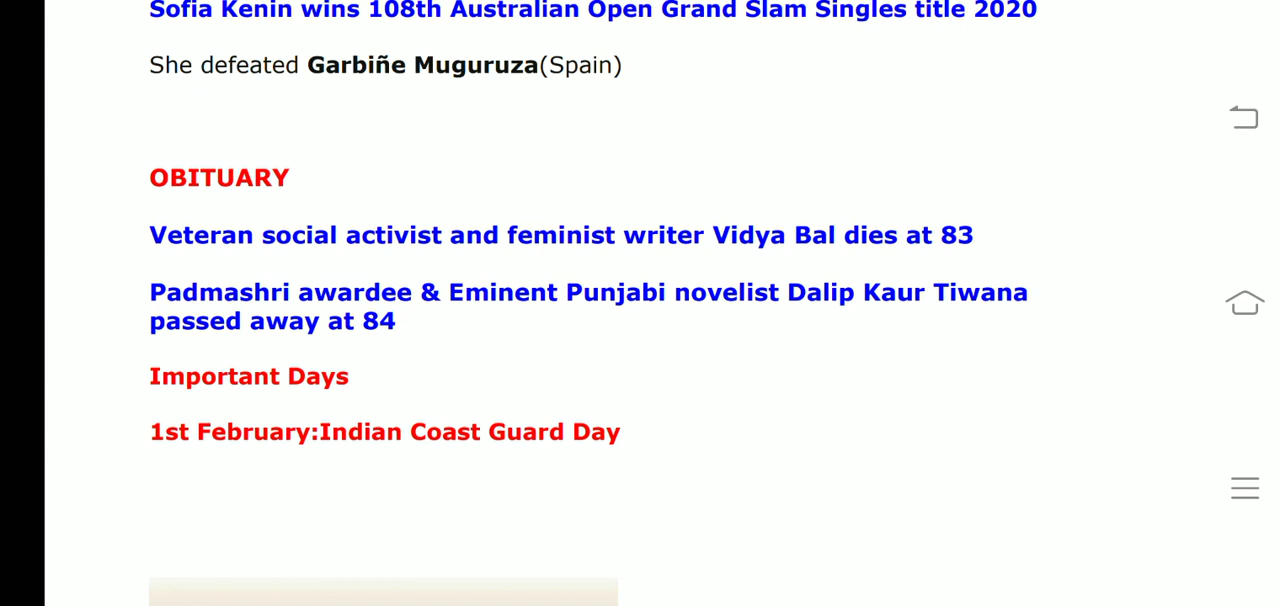 Sofia Kenin wins 108th Australian Open Grand Slam Singles title 2020
She defeated Garbiñe Muguruza(Spain)
OBITUARY
Veteran social activist and feminist writer Vidya Bal dies at 83
Padmashri awardee & Eminent Punjabi novelist Dalip Kaur Tiwana
passed away at 84
Important Days
1st February:Indian Coast Guard Day